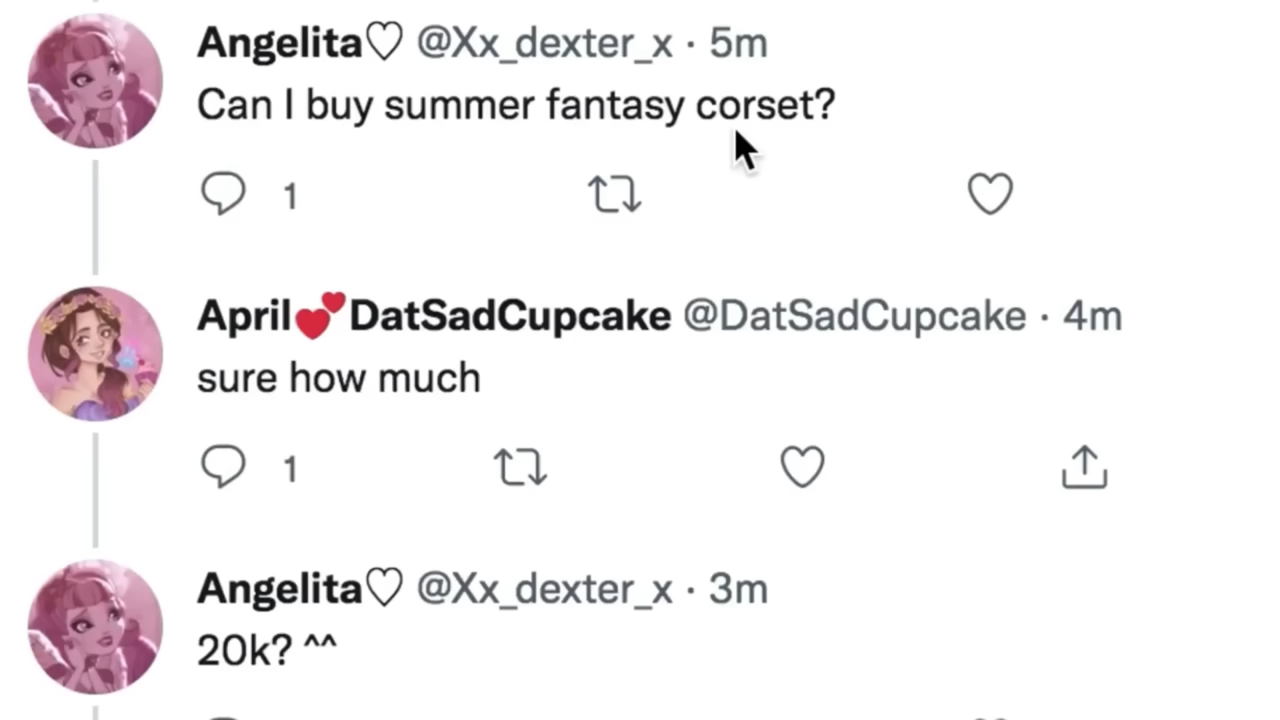 Angelita♡ @Xx_dexter_x · 5m
Can I buy summer fantasy corset?
1
April💕DatSadCupcake @DatSadCupcake · 4m
sure how much
1
Angelita♡ @Xx_dexter_x · 3m
20k? ^^